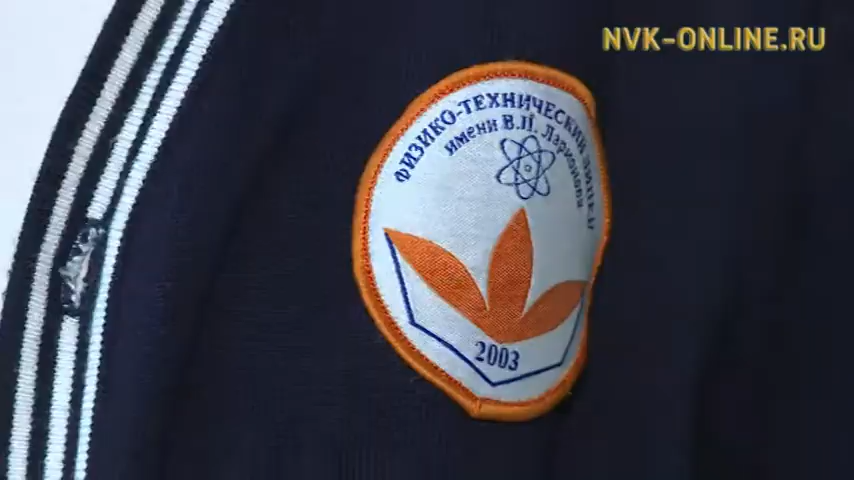 NVK-ONLINE.RU
ФИЗИКО-ТЕХНИЧЕСКИЙ ЛИЦЕЙ
имени В.П. Ларионова
2003